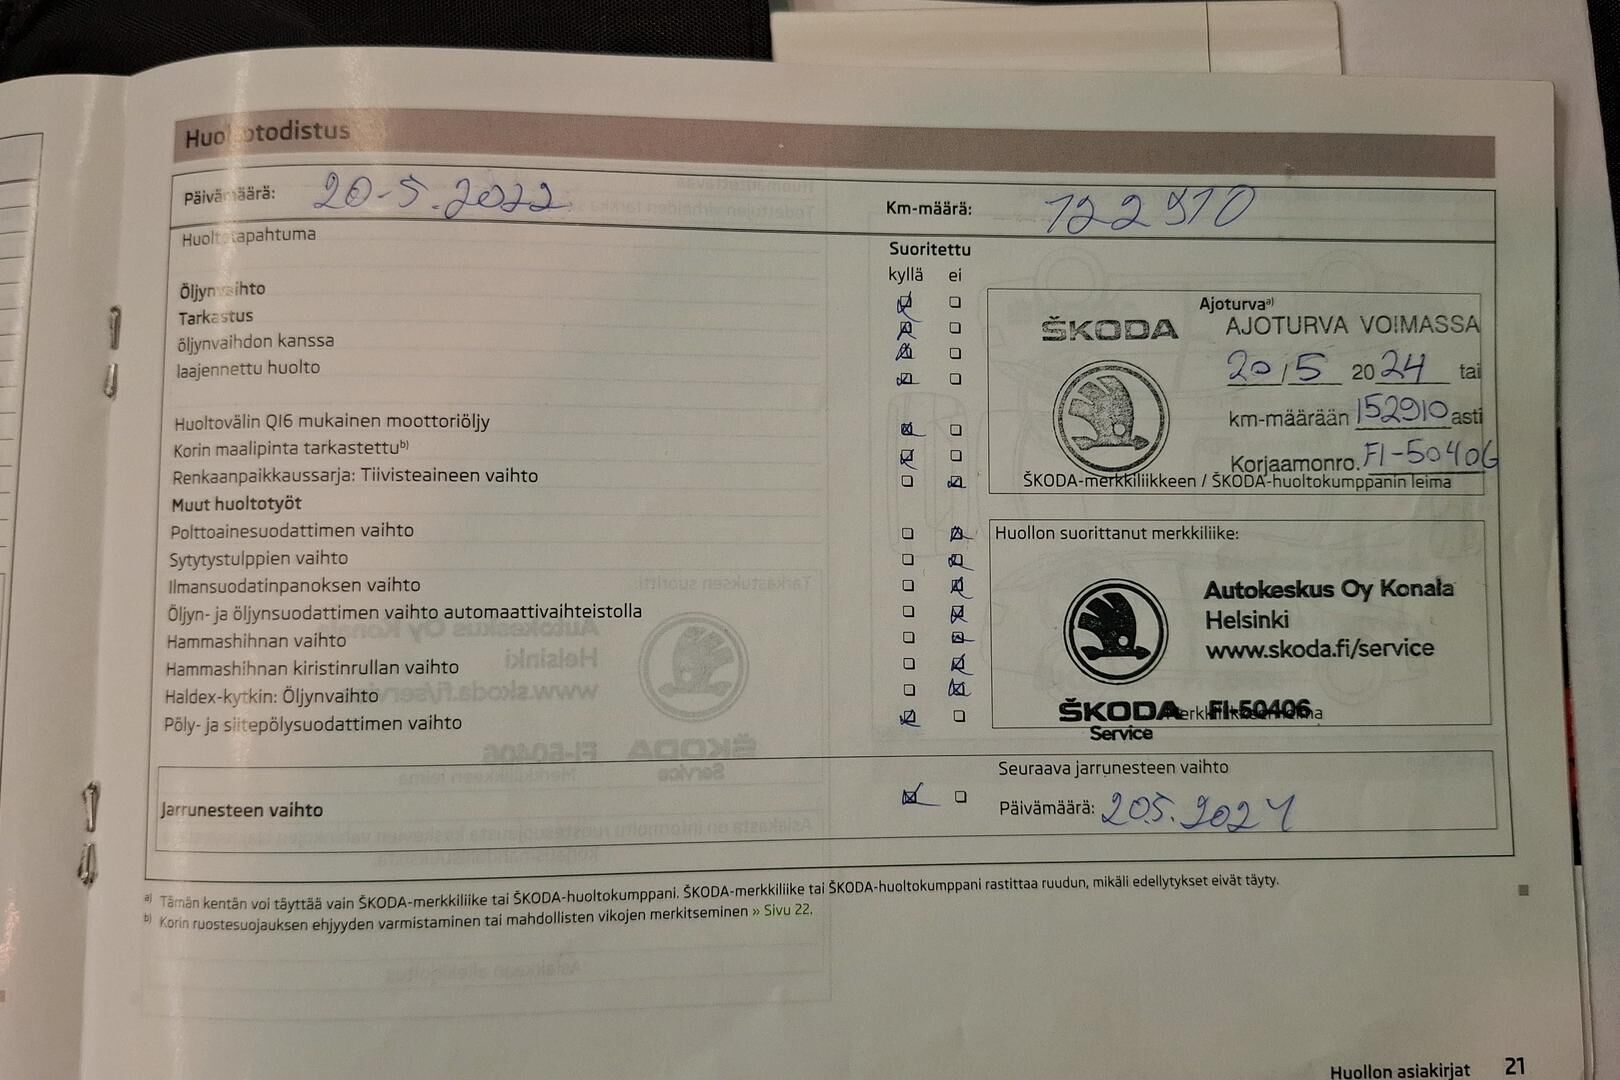 Huoltotodistus
Päivämäärä: 20-5.2022
Km-määrä: 122910
Huoltotapahtuma
Suoritettu
kyllä ei
Öljynvaihto
Tarkastus
öljynvaihdon kanssa
laajennettu huolto
Huoltovälin QI6 mukainen moottoriöljy
Korin maalipinta tarkastettu b)
Renkaanpaikkaussarja: Tiivisteaineen vaihto
Muut huoltotyöt
Polttoainesuodattimen vaihto
Sytytystulppien vaihto
Ilmansuodatinpanoksen vaihto
Öljyn- ja öljynsuodattimen vaihto automaattivaihteistolla
Hammashihnan vaihto
Hammashihnan kiristinrullan vaihto
Haldex-kytkin: Öljynvaihto
Pöly- ja siitepölysuodattimen vaihto
Ajoturva a)
ŠKODA
AJOTURVA VOIMASSA
20/5 2024 tai
km-määrään 152910 asti
Korjaamonro. FI-50406
ŠKODA-merkkiliikkeen / ŠKODA-huoltokumppanin leima
Huollon suorittanut merkkiliike:
Autokeskus Oy Konala
Helsinki
www.skoda.fi/service
ŠKODA FI-50406
Merkkiliikkeen leima
Service
Jarrunesteen vaihto
Seuraava jarrunesteen vaihto
Päivämäärä: 20.5.2024
a) Tämän kentän voi täyttää vain ŠKODA-merkkiliike tai ŠKODA-huoltokumppani. ŠKODA-merkkiliike tai ŠKODA-huoltokumppani rastittaa ruudun, mikäli edellytykset eivät täyty.
b) Korin ruostesuojauksen ehjyyden varmistaminen tai mahdollisten vikojen merkitseminen » Sivu 22.
Huollon asiakirjat 21